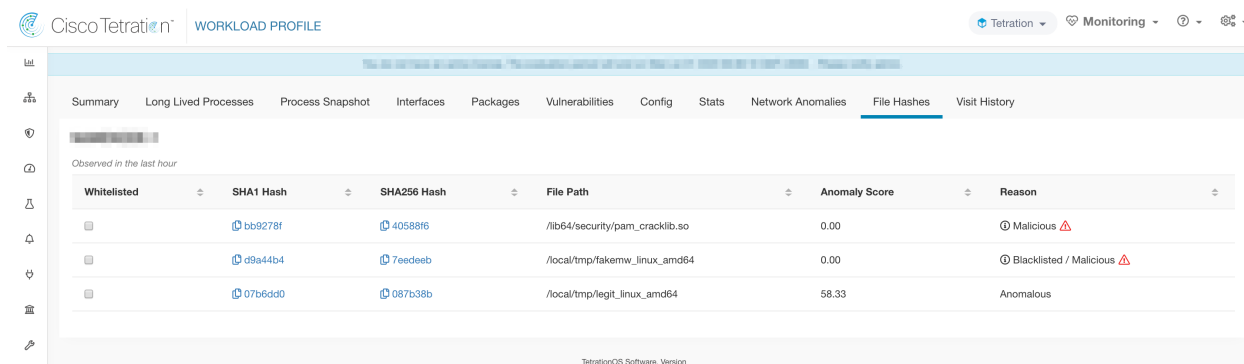 Cisco Tetration™ WORKLOAD PROFILE Tetration Monitoring
Summary Long Lived Processes Process Snapshot Interfaces Packages Vulnerabilities Config Stats Network Anomalies File Hashes Visit History
Observed in the last hour
Whitelisted SHA1 Hash SHA256 Hash File Path Anomaly Score Reason
bb9278f 40588f6 /lib64/security/pam_cracklib.so 0.00 Malicious
d9a44b4 7eedeeb /local/tmp/fakemw_linux_amd64 0.00 Blacklisted / Malicious
07b6dd0 087b38b /local/tmp/legit_linux_amd64 58.33 Anomalous
TetrationOS Software, Version